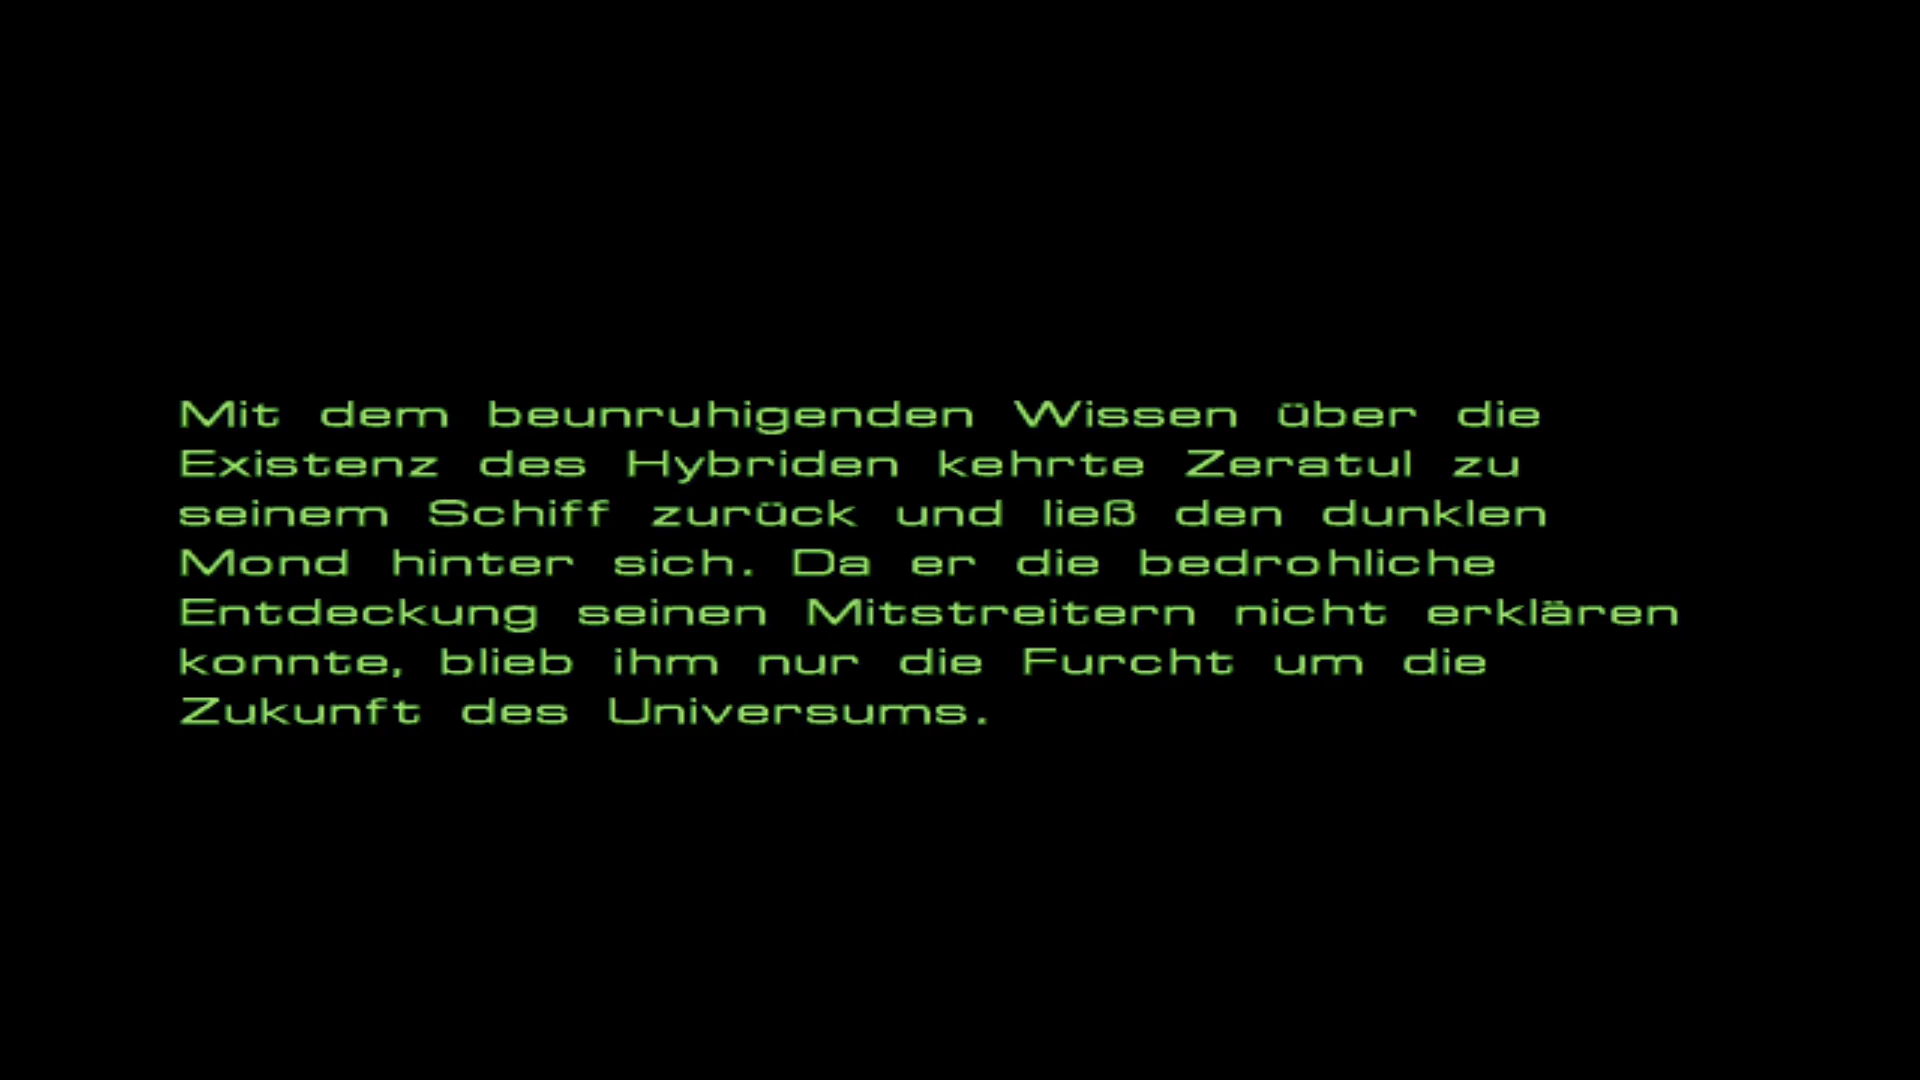 Mit dem beunruhigenden Wissen über die
Existenz des Hybriden kehrte Zeratul zu
seinem Schiff zurück und ließ den dunklen
Mond hinter sich. Da er die bedrohliche
Entdeckung seinen Mitstreitern nicht erklären
konnte, blieb ihm nur die Furcht um die
Zukunft des Universums.